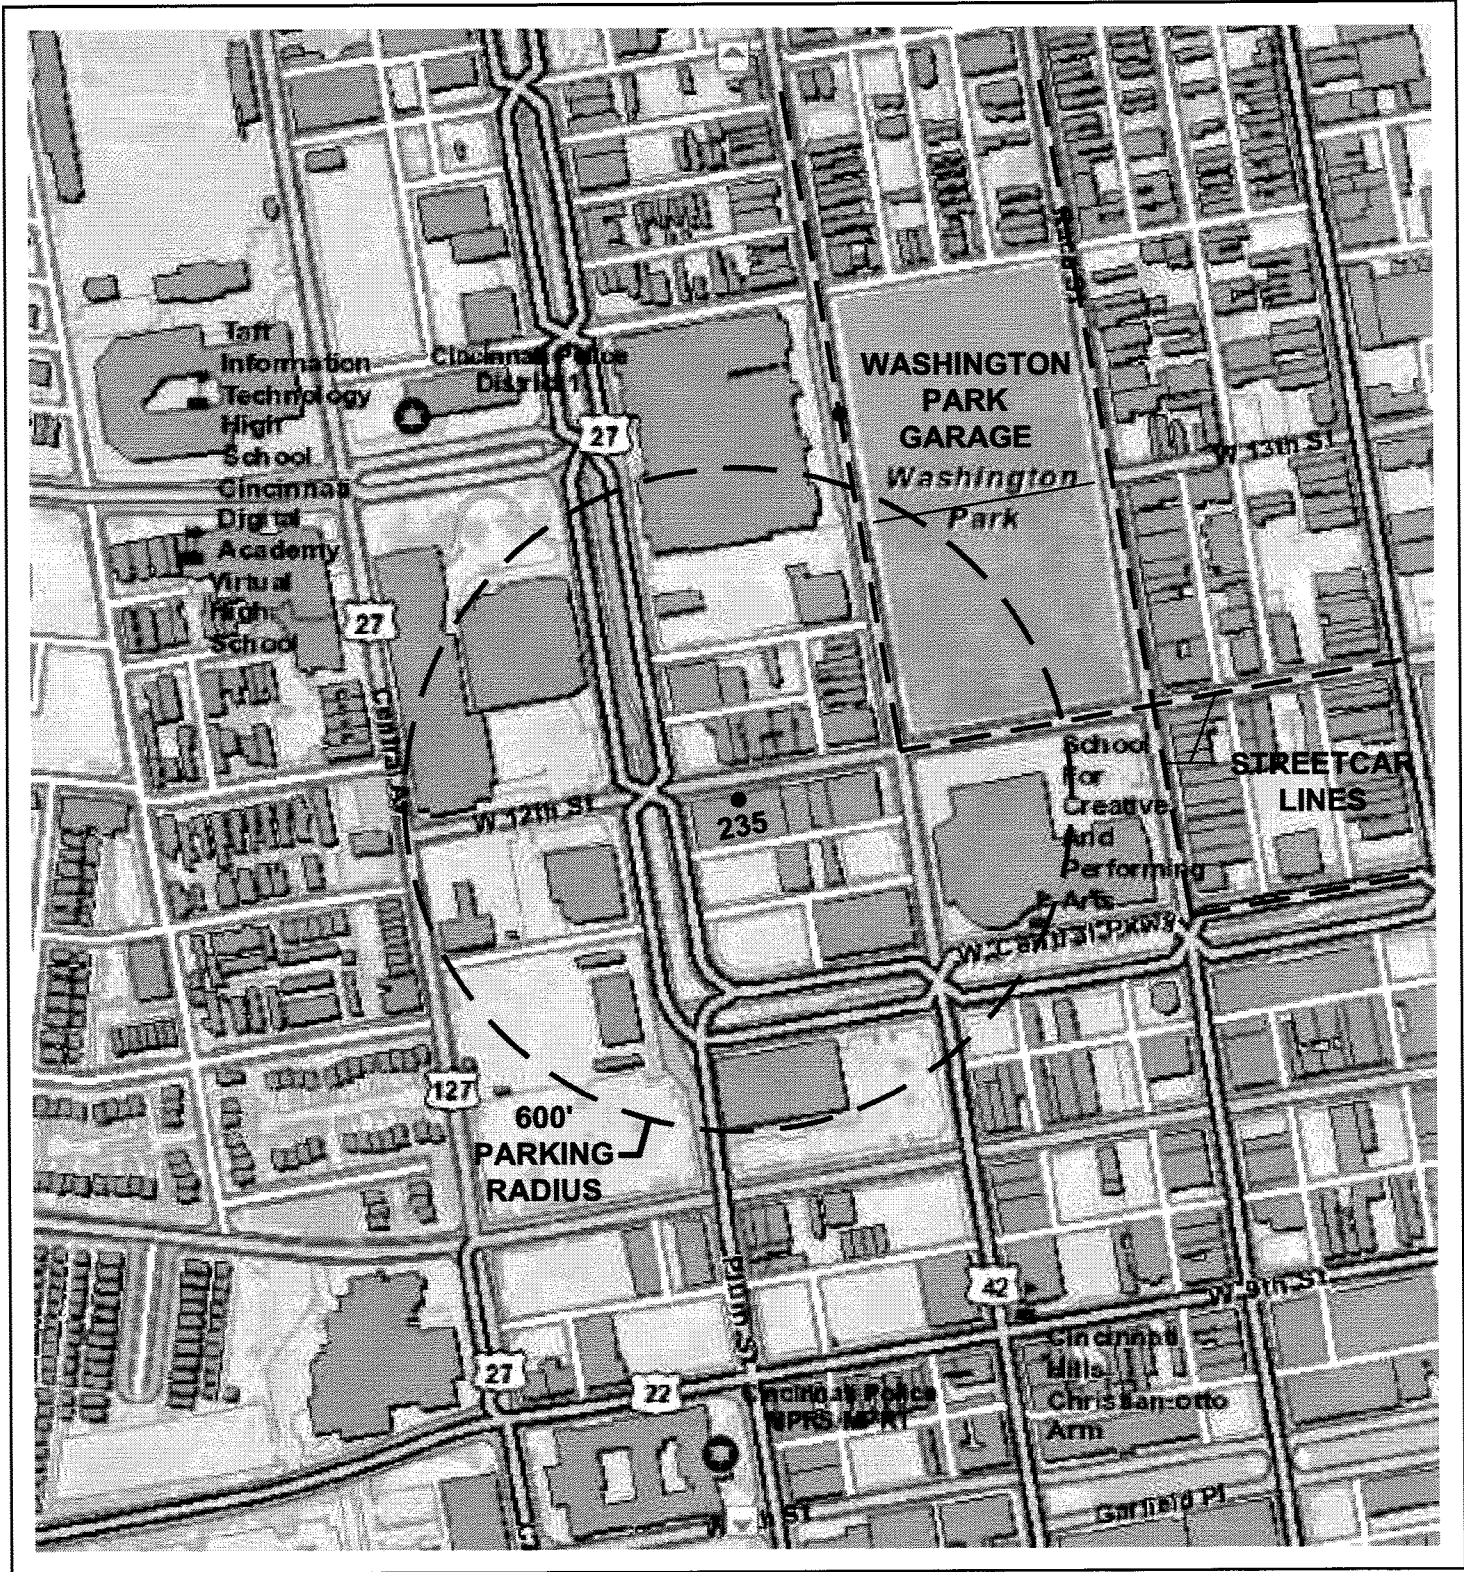 Taft
Information
Technology
High
School
Cincinnati Police
District 1
27
WASHINGTON
PARK
GARAGE
Washington
Park
W 13th St
Cincinnati
Digital
Academy
Virtual
High
School
27
Central Av
W 12th St
235
School
For
Creative
And
Performing
Arts
STREETCAR
LINES
W Central Pkwy
127
600'
PARKING
RADIUS
Plum St
42
W 9th St
27
22
Cincinnati Police
Cincinnati
Hills
Christian-otto
Arm
Garfield Pl